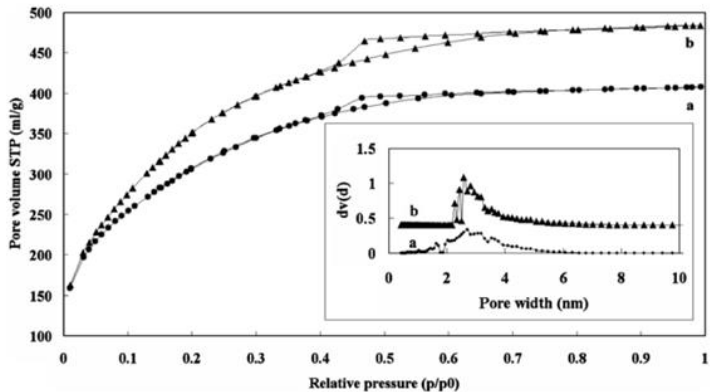 500
450
400
350
300
250
200
150
100
Pore volume STP (ml/g)
b
a
1.5
1
0.5
0
dv(d)
b
a
0 2 4 6 8 10
Pore width (nm)
0 0.1 0.2 0.3 0.4 0.5 0.6 0.7 0.8 0.9 1
Relative pressure (p/p0)